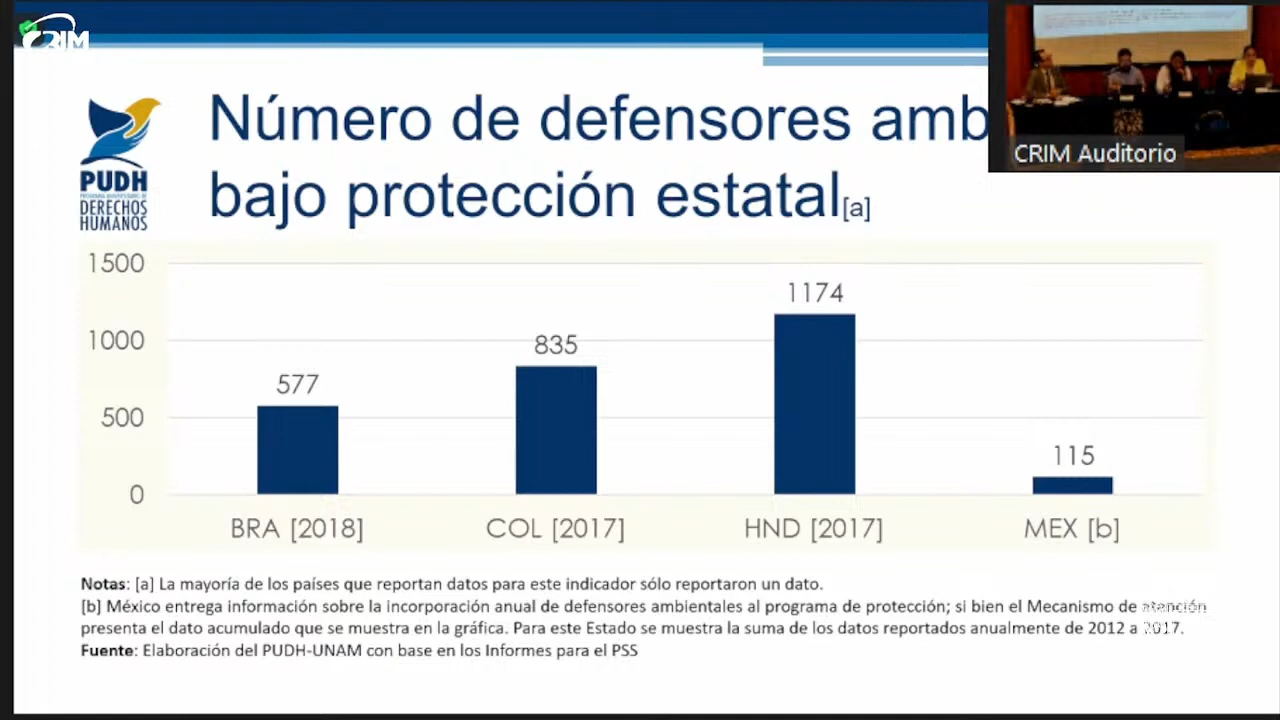 CRIM
Número de defensores amb
bajo protección estatal[a]
PUDH
DERECHOS
HUMANOS
CRIM Auditorio
1500
1000
500
0
577
835
1174
115
BRA [2018]
COL [2017]
HND [2017]
MEX [b]
Notas: [a] La mayoría de los países que reportan datos para este indicador sólo reportaron un dato.
[b] México entrega información sobre la incorporación anual de defensores ambientales al programa de protección; si bien el Mecanismo de atención
presenta el dato acumulado que se muestra en la gráfica. Para este Estado se muestra la suma de los datos reportados anualmente de 2012 a 2017.
Fuente: Elaboración del PUDH-UNAM con base en los Informes para el PSS